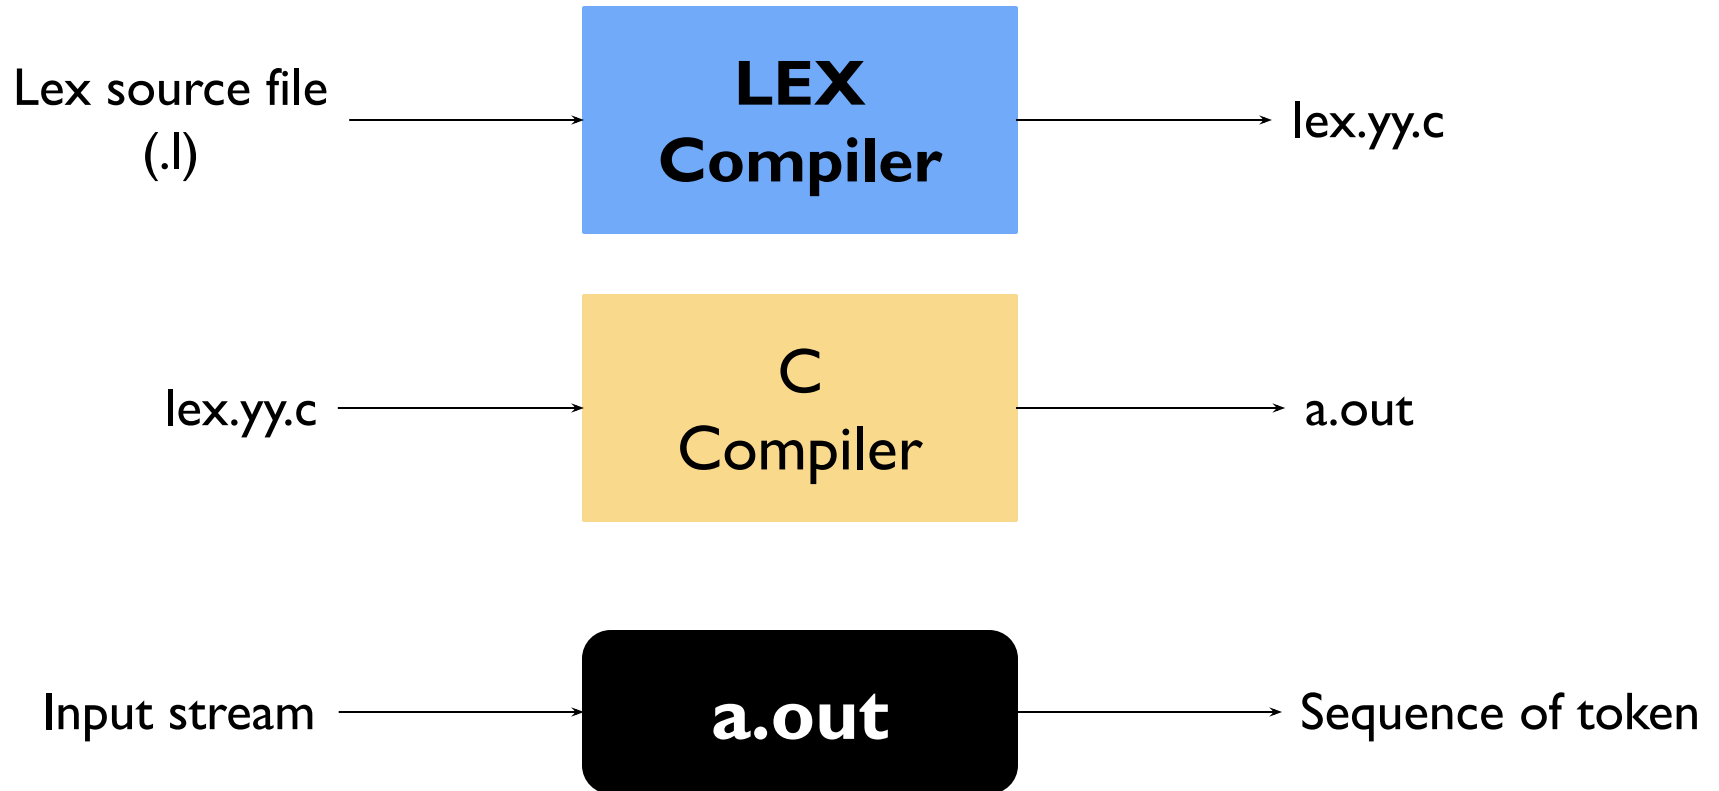 Lex source file
(.l)
LEX
Compiler
lex.yy.c
lex.yy.c
C
Compiler
a.out
Input stream
a.out
Sequence of token